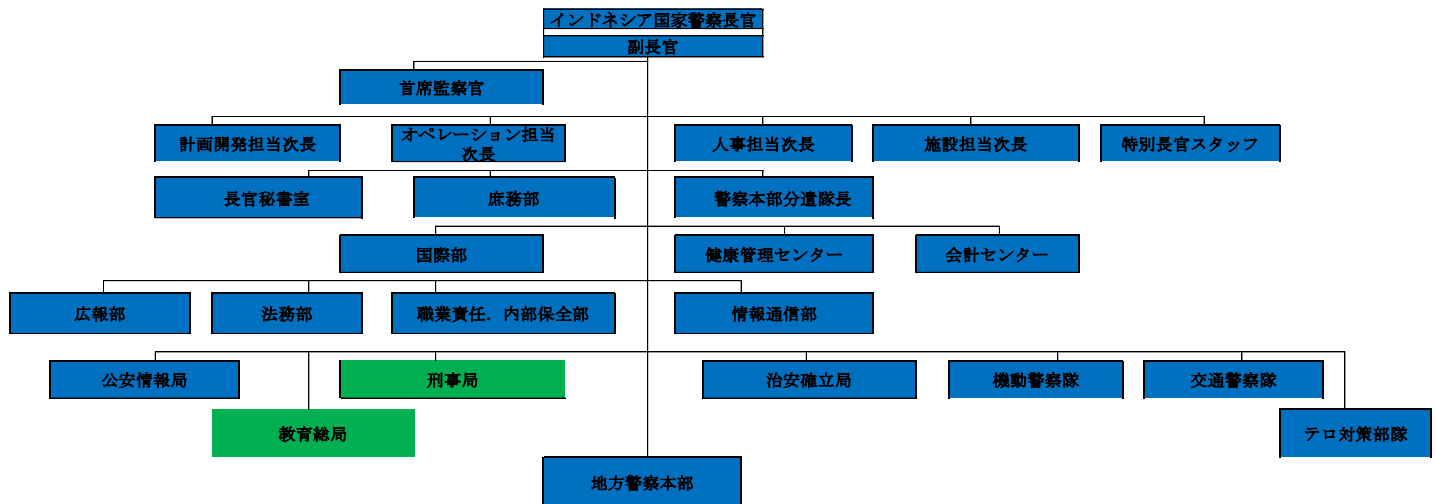 インドネシア国家警察長官
副長官
首席監察官
計画開発担当次長
オペレーション担当
次長
人事担当次長
施設担当次長
特別長官スタッフ
長官秘書室
庶務部
警察本部分遣隊長
国際部
健康管理センター
会計センター
広報部
法務部
職業責任．内部保全部
情報通信部
公安情報局
刑事局
治安確立局
機動警察隊
交通警察隊
教育総局
テロ対策部隊
地方警察本部